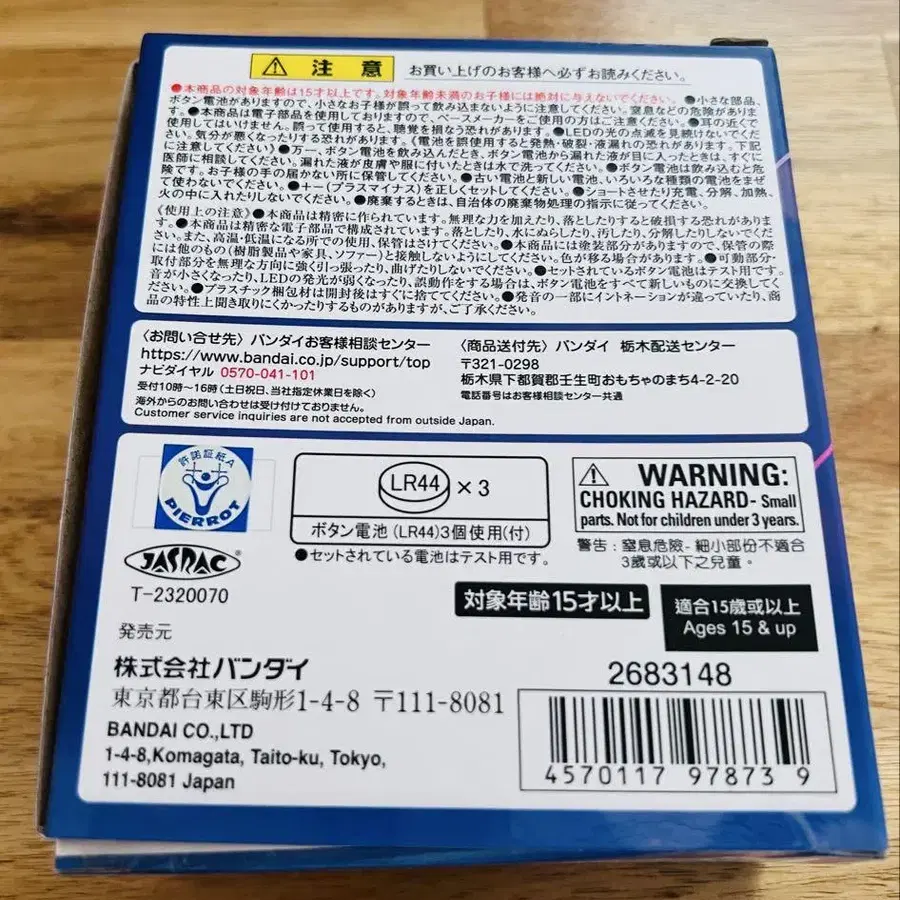 ⚠ 注意 お買い上げのお客様へ必ずお読みください。
●本商品の対象年齢は15才以上です。対象年齢未満のお子様には絶対に与えないでください。●小さな部品、
ボタン電池がありますので、小さなお子様が誤って飲み込まないように注意してください。窒息などの危険があります。
●本商品は電子部品を使用しておりますので、ペースメーカーをご使用の方はご注意ください。●耳の近くで
使用してはいけません。誤って使用すると、聴覚を損なう恐れがあります。●LEDの光の点滅を見続けないでくだ
さい。気分が悪くなったりする恐れがあります。《電池を誤使用すると発熱・破裂・液漏れの恐れがあります。下記
に注意してください》●万一、ボタン電池を飲み込んだとき、ボタン電池から漏れた液が目に入ったときは、すぐに
医師に相談してください。漏れた液が皮膚や服に付いたときは水で洗ってください。●ボタン電池は飲み込むと危
険です。お子様の手の届かない所に保管してください。●古い電池と新しい電池、いろいろな種類の電池をまぜ
て使わないでください。●+−(プラスマイナス)を正しくセットしてください。●ショートさせたり充電、分解、加熱、
火の中に入れたりしないでください。●廃棄するときは、自治体の廃棄物処理の指示に従ってください。
《使用上の注意》●本商品は精密に作られています。無理な力を加えたり、落としたりすると破損する恐れがありま
す。●本商品は精密な電子部品で構成されています。落としたり、水にぬらしたり、汚したり、分解したりしないでく
ださい。また、高温・低温になる所での使用、保管はさけてください。●本商品には塗装部分がありますので、保管の際
には他のもの(樹脂製品や家具、ソファー)と接触しないようにしてください。色が移る場合があります。●可動部分・
取付部分を無理な方向に強く引っ張ったり、曲げたりしないでください。●セットされているボタン電池はテスト用です。
音が小さくなったり、LEDの発光が弱くなったり、誤動作をする場合は、ボタン電池をすべて新しいものに交換してく
ださい。●プラスチック梱包材は開封後はすぐに捨ててください。●発音の一部にイントネーションが違っていたり、商
品の特性上聞き取りにくかったりするものがありますが、ご了承ください。
〈お問い合せ先〉バンダイお客様相談センター
https://www.bandai.co.jp/support/top
ナビダイヤル 0570-041-101
受付10時～16時(土日祝日、当社指定休業日を除く)
海外からのお問い合わせは受け付けておりません。
Customer service inquiries are not accepted from outside Japan.
〈商品送付先〉バンダイ 栃木配送センター
〒321-0298
栃木県下都賀郡壬生町おもちゃのまち4-2-20
電話番号はお客様相談センター共通
許諾証紙A
PIERROT
JASRAC
T-2320070
LR44 ×3
ボタン電池(LR44)3個使用(付)
●セットされている電池はテスト用です。
⚠ WARNING:
CHOKING HAZARD- Small
parts. Not for children under 3 years.
警告:窒息危險-細小部份不適合
3歲或以下之兒童。
対象年齢15才以上
適合15歲或以上
Ages 15 & up
発売元
株式会社バンダイ
東京都台東区駒形1-4-8 〒111-8081
BANDAI CO.,LTD
1-4-8,Komagata, Taito-ku, Tokyo,
111-8081 Japan
2683148
4570117 97873 9